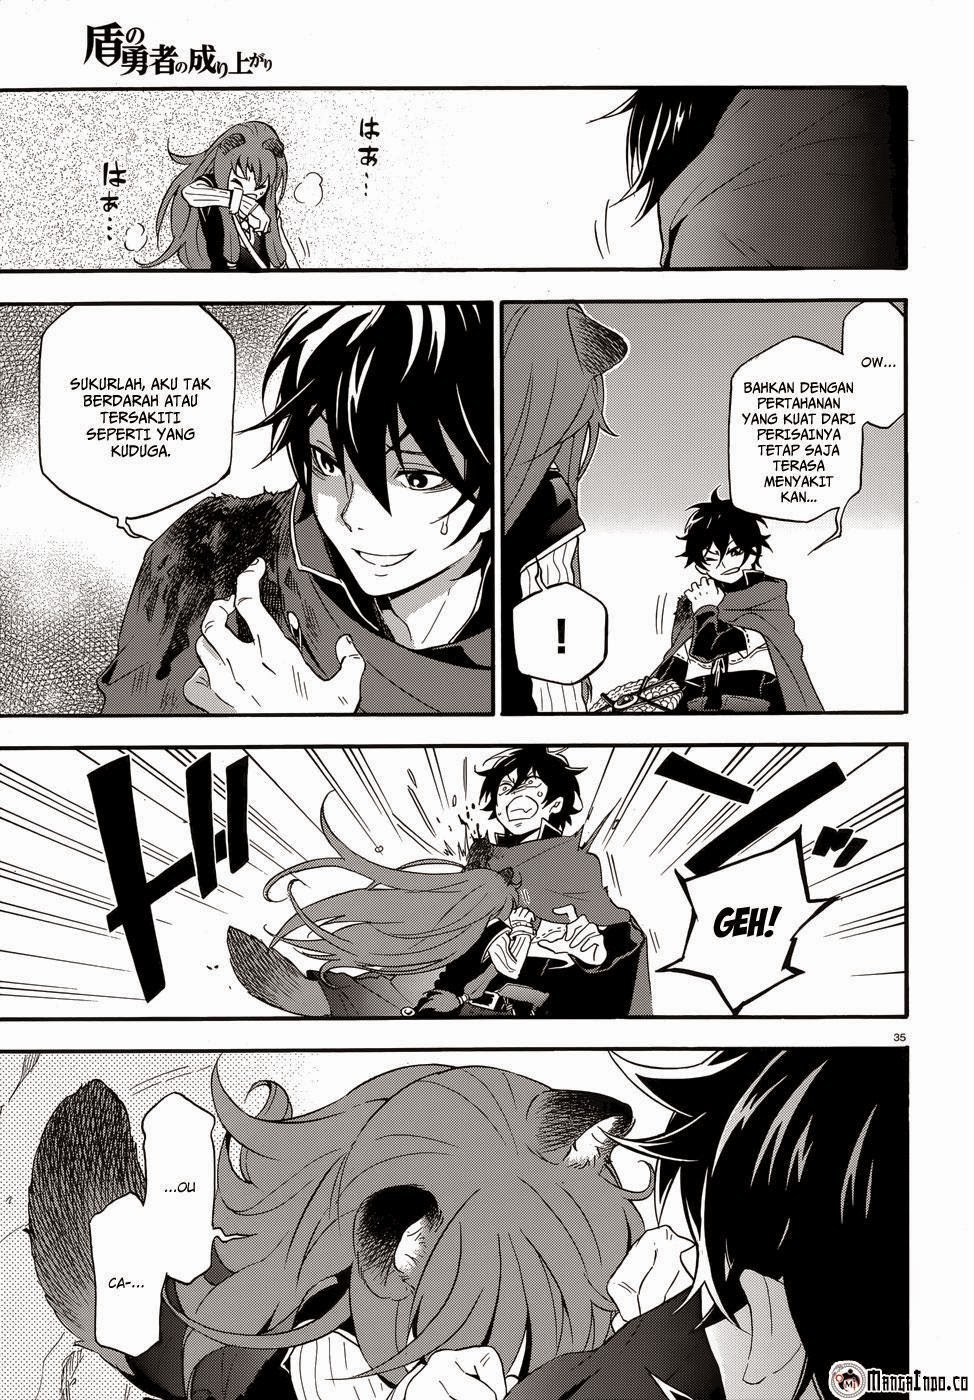 盾の勇者の成り上がり
はぁ…
はぁ…
OW...
BAHKAN DENGAN
PERTAHANAN
YANG KUAT DARI
PERISAINYA
TETAP SAJA
TERASA
MENYAKIT
KAN...
!
SUKURLAH, AKU TAK
BERDARAH ATAU
TERSAKITI
SEPERTI YANG
KUDUGA.
GEH!
ドド
35
...OU
CA-...
MANGAINDO.CO